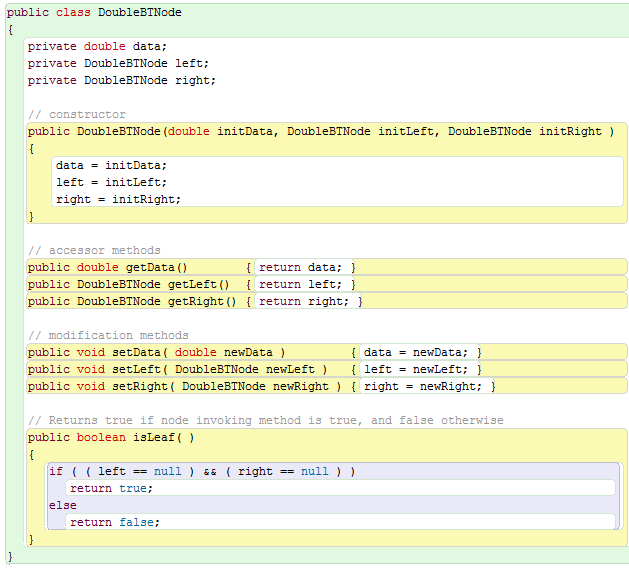 public class DoubleBTNode
{
private double data;
private DoubleBTNode left;
private DoubleBTNode right;
// constructor
public DoubleBTNode(double initData, DoubleBTNode initLeft, DoubleBTNode initRight )
{
data = initData;
left = initLeft;
right = initRight;
}
// accessor methods
public double getData() { return data; }
public DoubleBTNode getLeft() { return left; }
public DoubleBTNode getRight() { return right; }
// modification methods
public void setData( double newData ) { data = newData; }
public void setLeft( DoubleBTNode newLeft ) { left = newLeft; }
public void setRight( DoubleBTNode newRight ) { right = newRight; }
// Returns true if node invoking method is true, and false otherwise
public boolean isLeaf( )
{
if ( ( left == null ) && ( right == null ) )
return true;
else
return false;
}
}